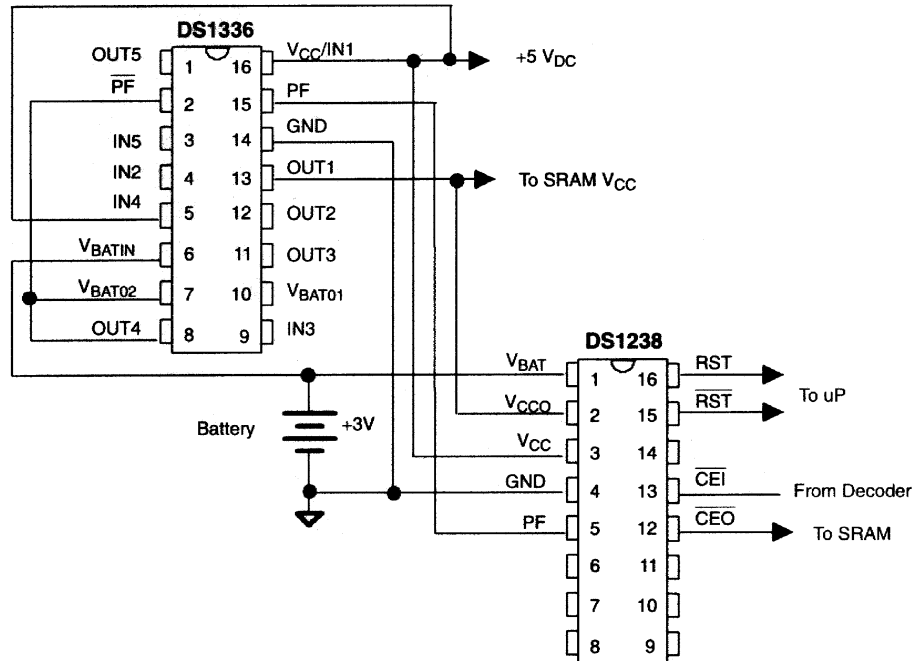 DS1336
OUT5 1 16 VCC/IN1
+5 VDC
PF 2 15 PF
IN5 3 14 GND
IN2 4 13 OUT1
To SRAM VCC
IN4 5 12 OUT2
VBATIN 6 11 OUT3
VBAT02 7 10 VBAT01
OUT4 8 9 IN3
DS1238
VBAT 1 16 RST
To uP
VCCO 2 15 RST
Battery +3V
VCC 3 14
GND 4 13 CEI From Decoder
PF 5 12 CEO To SRAM
6 11
7 10
8 9